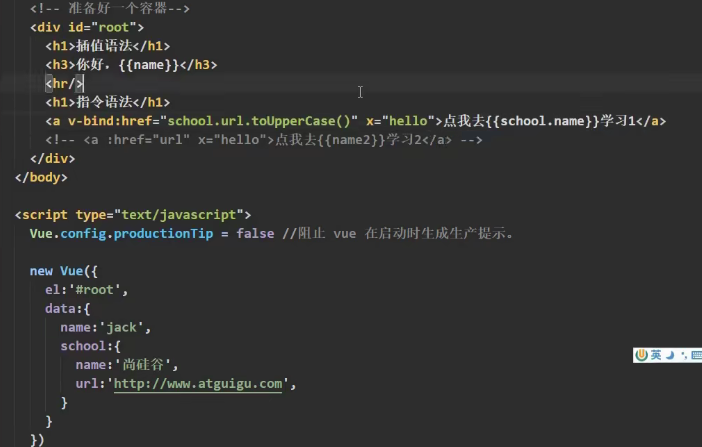 <!-- 准备好一个容器-->
<div id="root">
<h1>插值语法</h1>
<h3>你好，{{name}}</h3>
<hr/>
<h1>指令语法</h1>
<a v-bind:href="school.url.toUpperCase()" x="hello">点我去{{school.name}}学习1</a>
<!-- <a :href="url" x="hello">点我去{{name2}}学习2</a> -->
</div>
</body>
<script type="text/javascript">
Vue.config.productionTip = false //阻止 vue 在启动时生成生产提示。
new Vue({
el:'#root',
data:{
name:'jack',
school:{
name:'尚硅谷',
url:'http://www.atguigu.com',
}
}
})
英